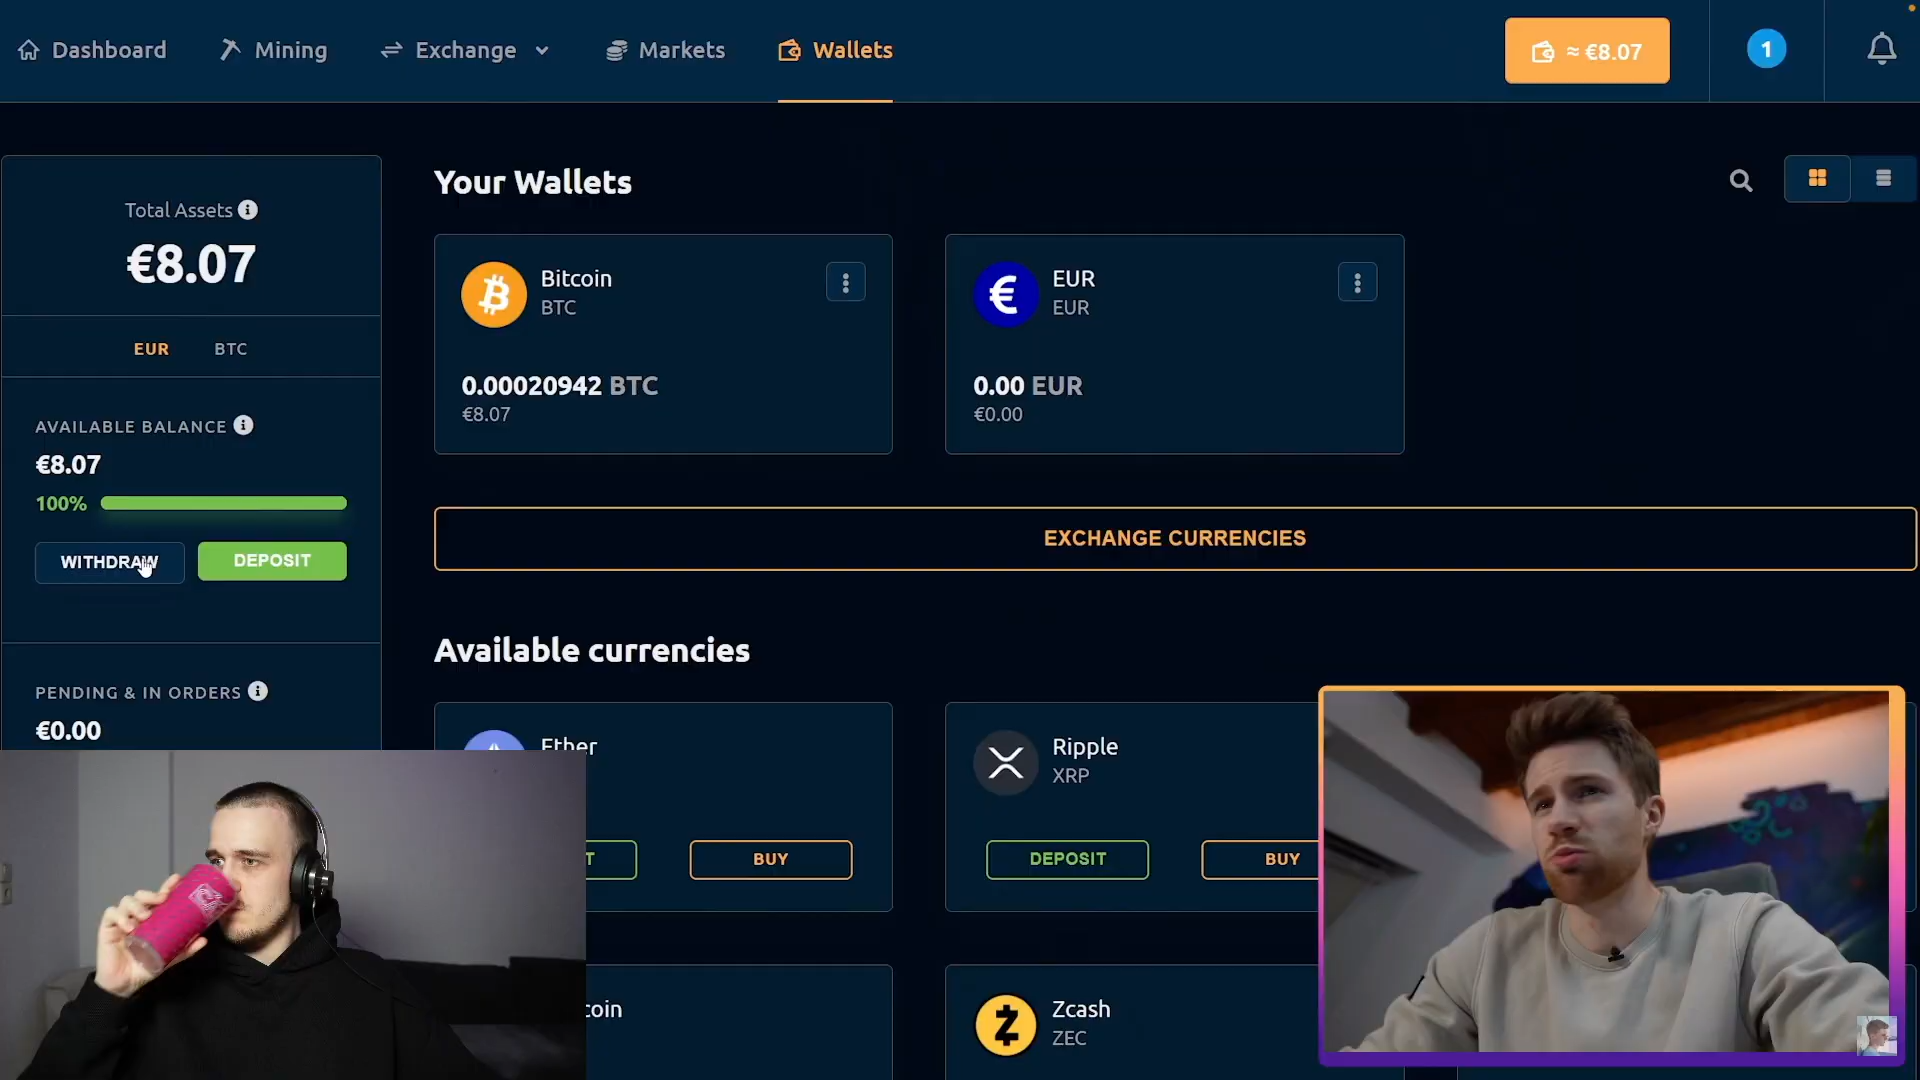 Dashboard
Mining
Exchange
Markets
Wallets
≈ €8.07
1
Total Assets
€8.07
EUR
BTC
AVAILABLE BALANCE
€8.07
100%
WITHDRAW
DEPOSIT
PENDING & IN ORDERS
€0.00
Your Wallets
Bitcoin
BTC
0.00020942 BTC
€8.07
EUR
EUR
0.00 EUR
€0.00
EXCHANGE CURRENCIES
Available currencies
Ether
T
BUY
Ripple
XRP
DEPOSIT
BUY
coin
Zcash
ZEC